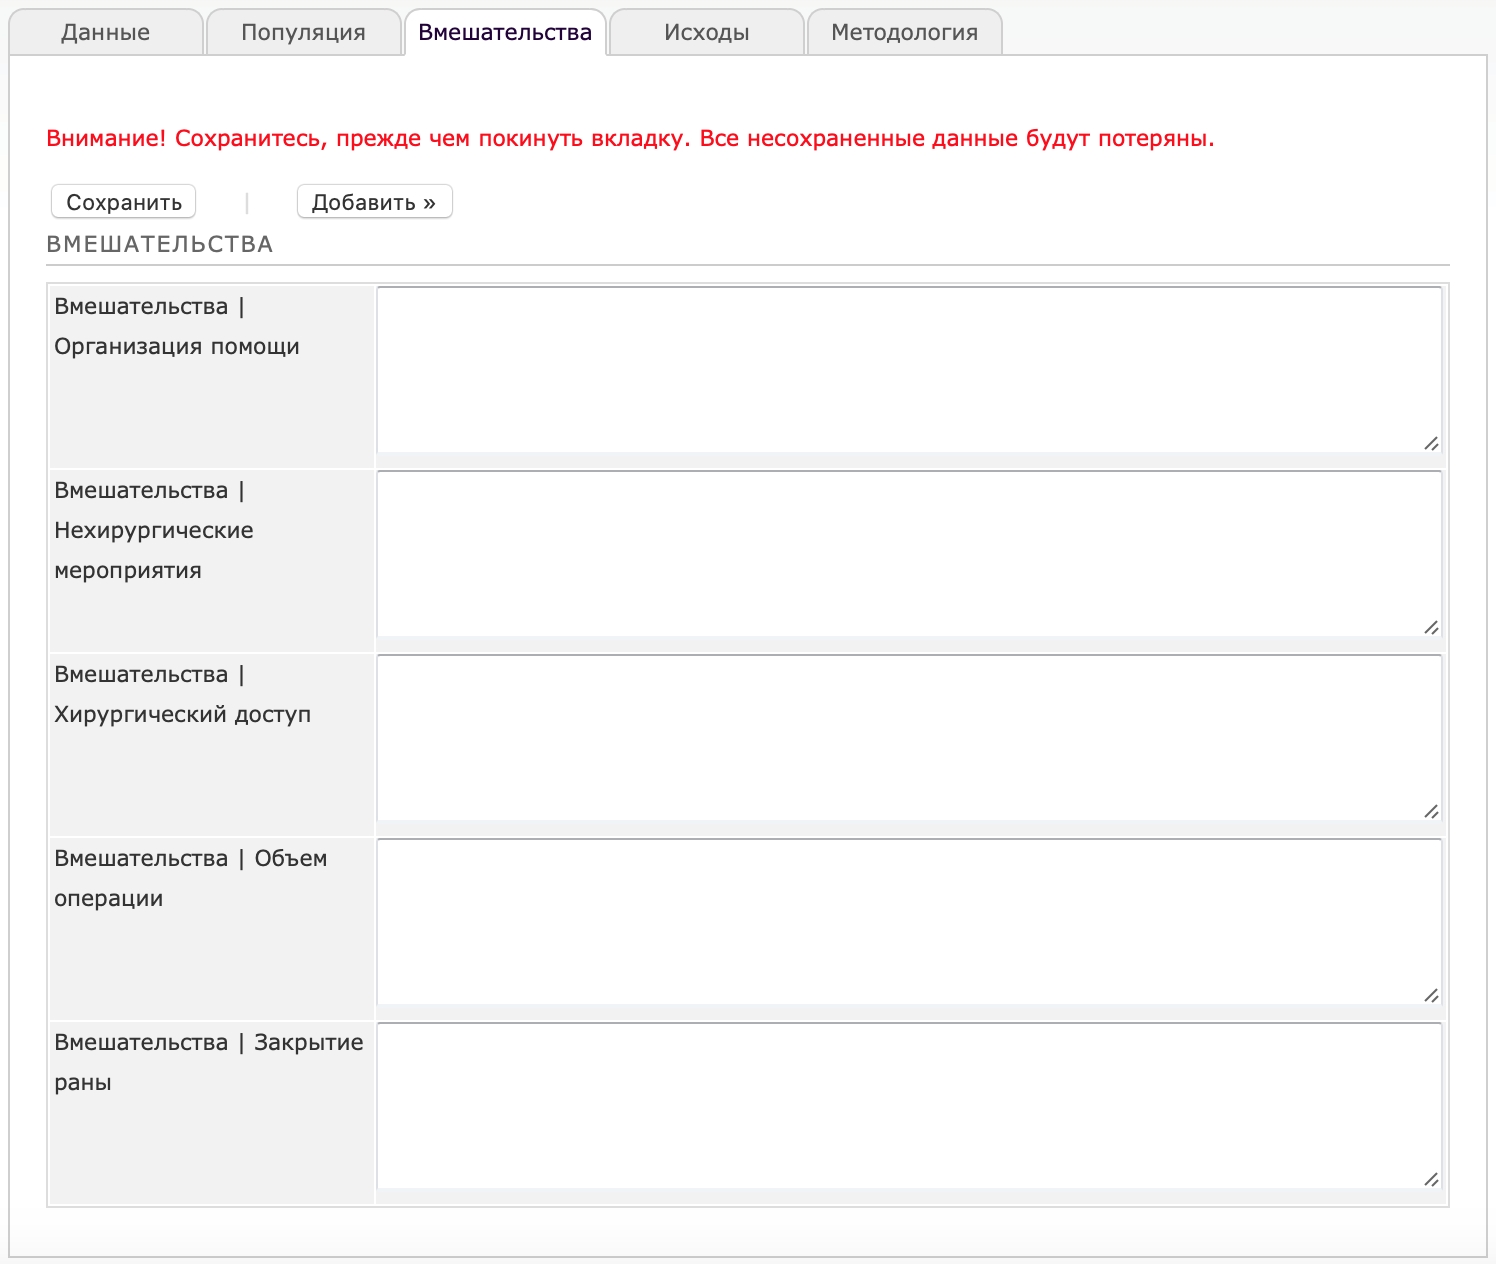 Данные Популяция Вмешательства Исходы Методология
Внимание! Сохранитесь, прежде чем покинуть вкладку. Все несохраненные данные будут потеряны.
Сохранить | Добавить »
ВМЕШАТЕЛЬСТВА
Вмешательства |
Организация помощи
Вмешательства |
Нехирургические
мероприятия
Вмешательства |
Хирургический доступ
Вмешательства | Объем
операции
Вмешательства | Закрытие
раны